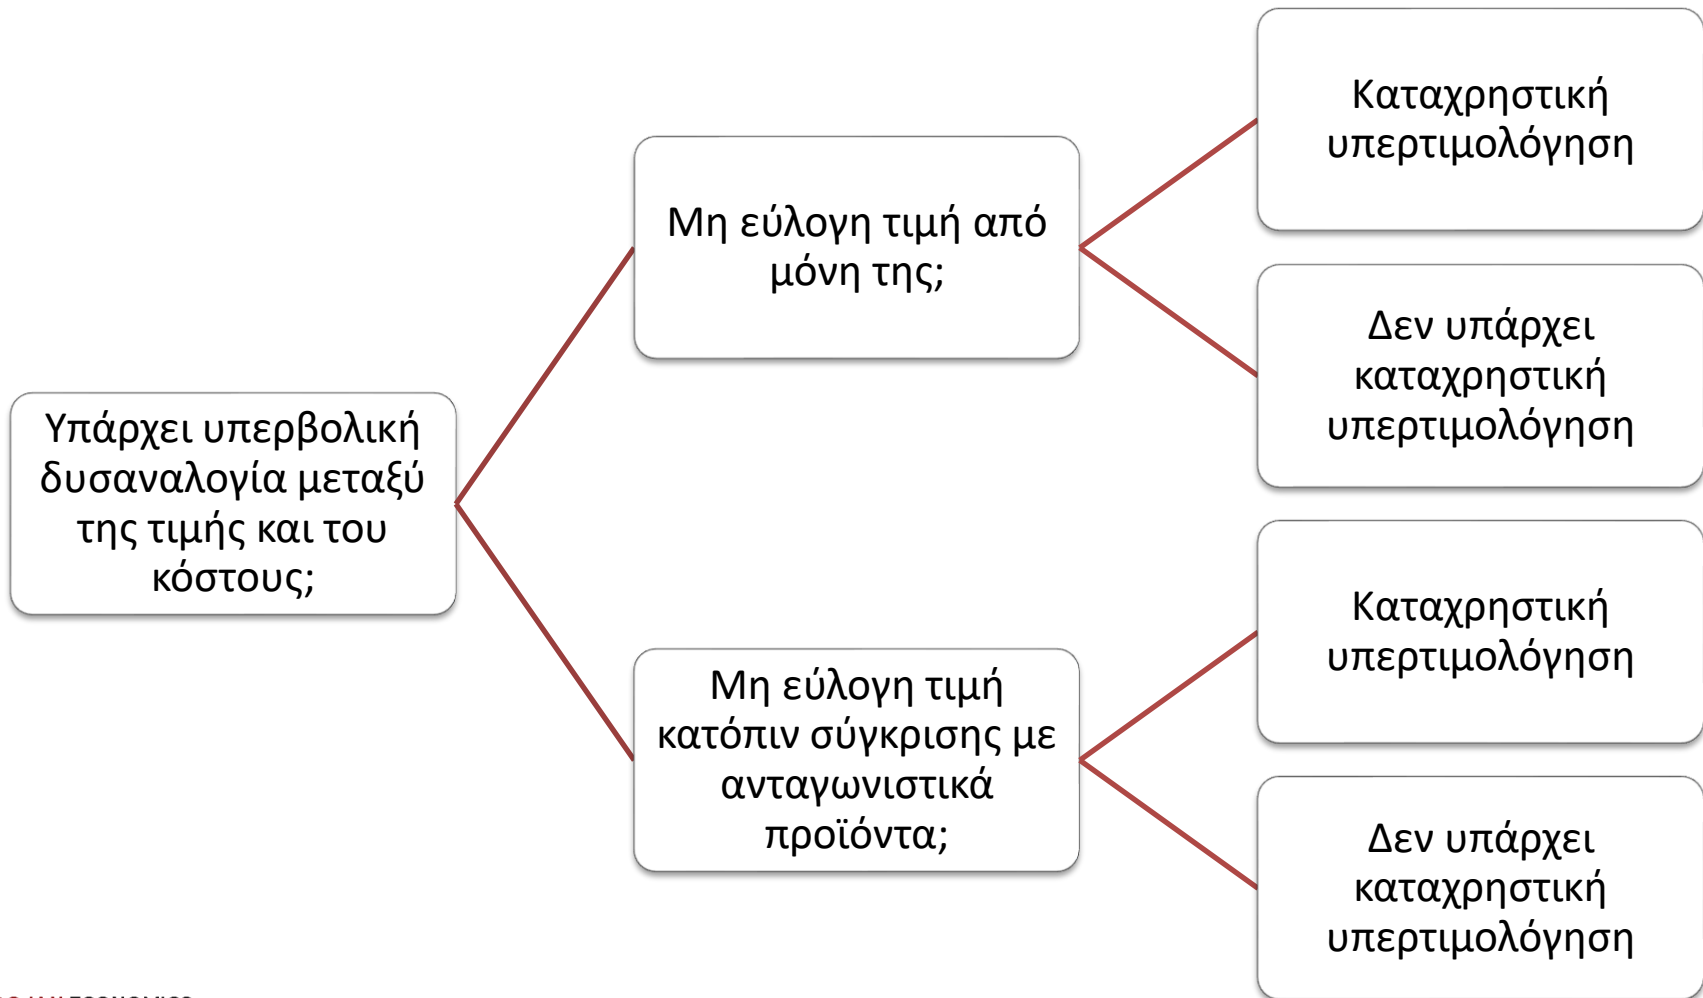 Υπάρχει υπερβολική
δυσαναλογία μεταξύ
της τιμής και του
κόστους;
Μη εύλογη τιμή από
μόνη της;
Μη εύλογη τιμή
κατόπιν σύγκρισης με
ανταγωνιστικά
προϊόντα;
Καταχρηστική
υπερτιμολόγηση
Δεν υπάρχει
καταχρηστική
υπερτιμολόγηση
Καταχρηστική
υπερτιμολόγηση
Δεν υπάρχει
καταχρηστική
υπερτιμολόγηση